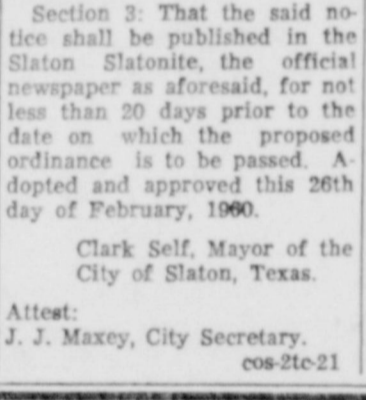 Section 3: That the said no-
tice shall be published in the
Slaton Slatonite, the official
newspaper as aforesaid, for not
less than 20 days prior to the
date on which the proposed
ordinance is to be passed. A-
dopted and approved this 26th
day of February, 1960.
Clark Self, Mayor of the
City of Slaton, Texas.
Attest:
J. J. Maxey, City Secretary.
cos-2tc-21